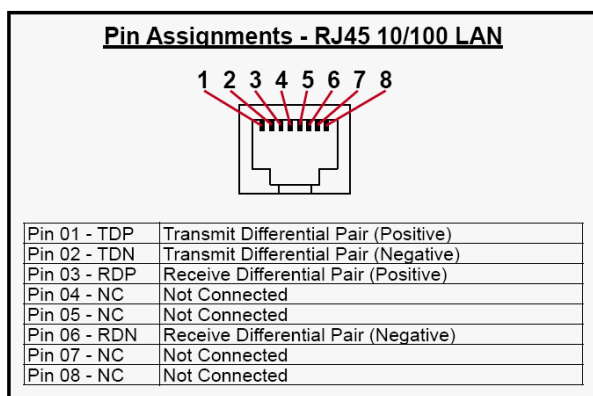 Pin Assignments - RJ45 10/100 LAN
1 2 3 4 5 6 7 8
Pin 01 - TDP Transmit Differential Pair (Positive)
Pin 02 - TDN Transmit Differential Pair (Negative)
Pin 03 - RDP Receive Differential Pair (Positive)
Pin 04 - NC Not Connected
Pin 05 - NC Not Connected
Pin 06 - RDN Receive Differential Pair (Negative)
Pin 07 - NC Not Connected
Pin 08 - NC Not Connected